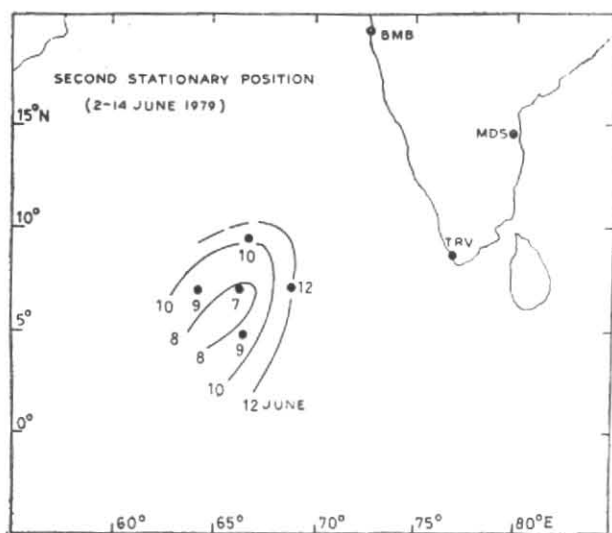 BMB
SECOND STATIONARY POSITION
(2-14 JUNE 1979)
15°N
MDS
10°
TRV
10
12
10
9
7
8
5°
8
9
10
12 JUNE
0°
60° 65° 70° 75° 80°E